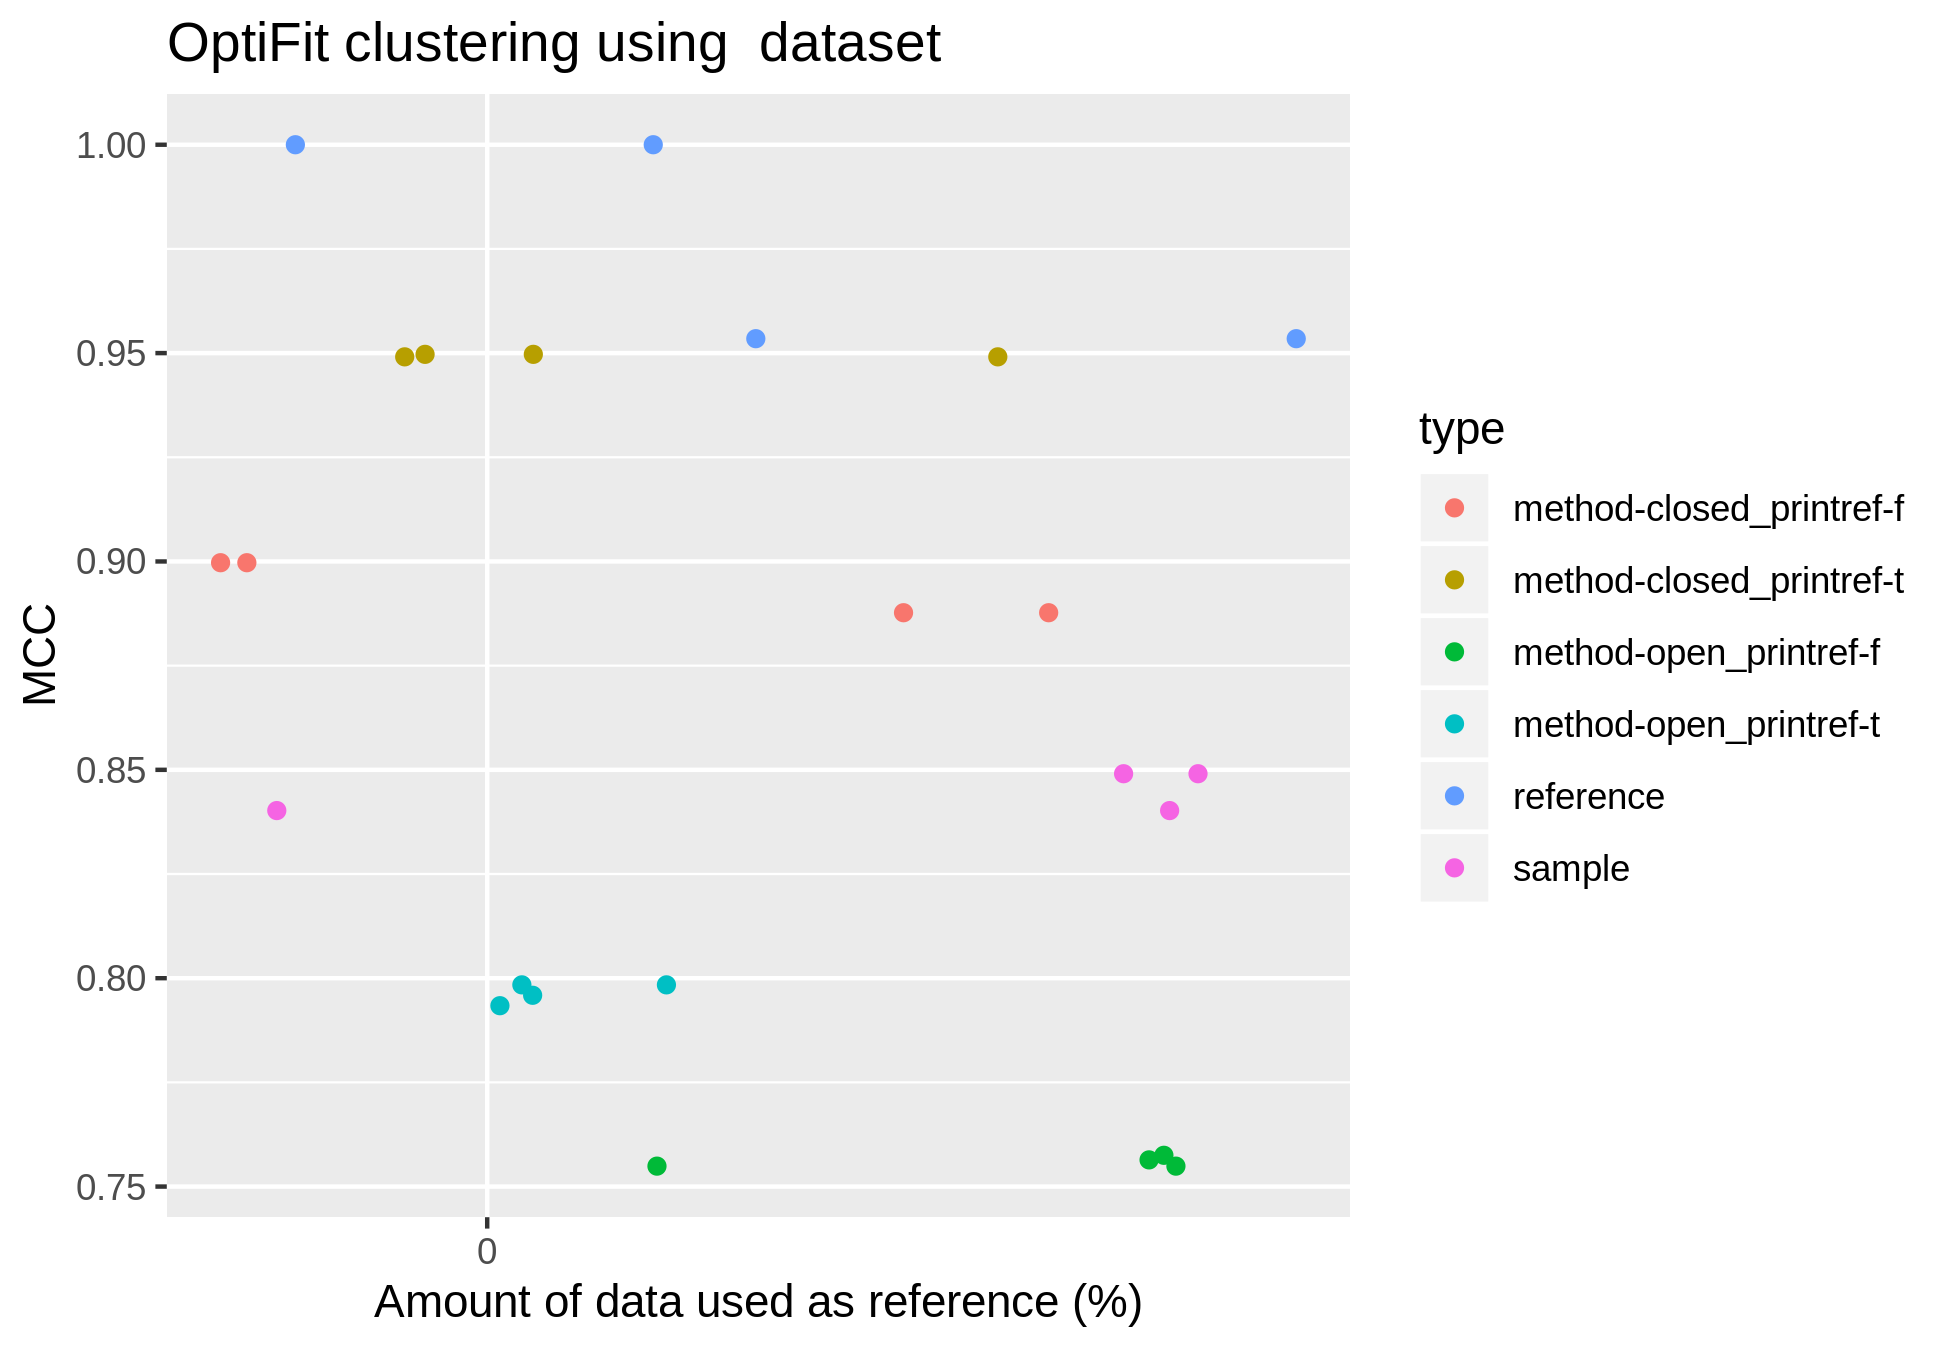 OptiFit clustering using  dataset
1.00
0.95
0.90
0.85
0.80
0.75
MCC
0
Amount of data used as reference (%)
type
method-closed_printref-f
method-closed_printref-t
method-open_printref-f
method-open_printref-t
reference
sample